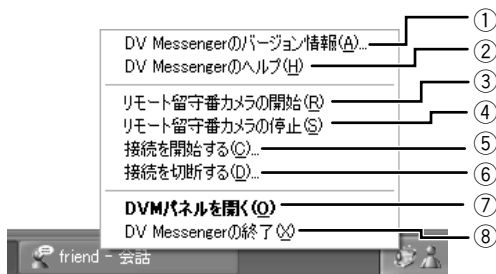 DV Messengerのバージョン情報(A)... ①
DV Messengerのヘルプ(H) ②
リモート留守番カメラの開始(R) ③
リモート留守番カメラの停止(S) ④
接続を開始する(C)... ⑤
接続を切断する(D)... ⑥
DVMパネルを開く(O) ⑦
DV Messengerの終了(X) ⑧
friend - 会話